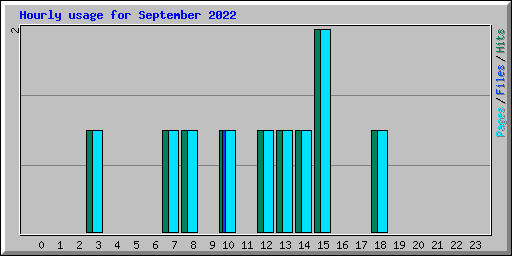 Hourly usage for September 2022
2
Pages/Files/Hits
0 1 2 3 4 5 6 7 8 9 10 11 12 13 14 15 16 17 18 19 20 21 22 23